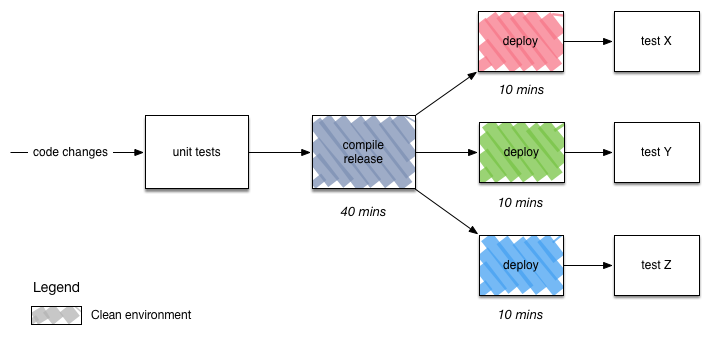 deploy
test X
10 mins
code changes
unit tests
compile
release
40 mins
deploy
test Y
10 mins
deploy
test Z
10 mins
Legend
Clean environment